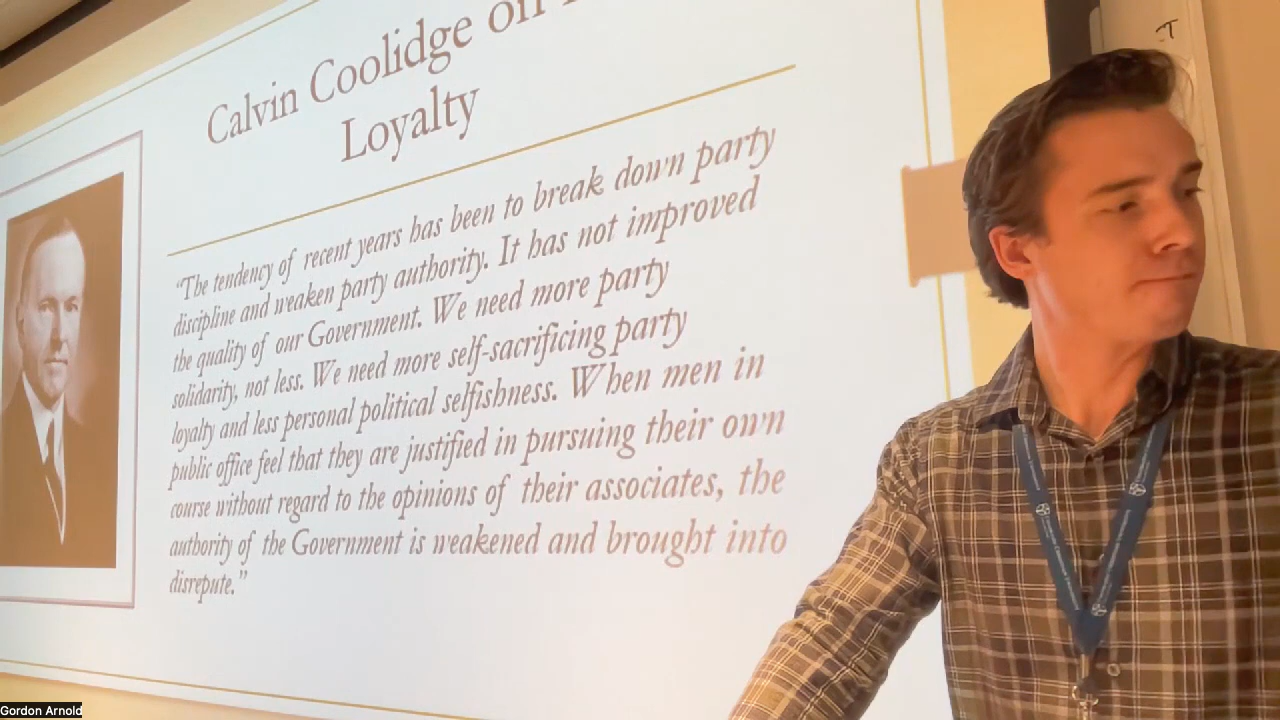 Calvin Coolidge on
Loyalty
“The tendency of recent years has been to break down party
discipline and weaken party authority. It has not improved
the quality of our Government. We need more party
solidarity, not less. We need more self-sacrificing party
loyalty and less personal political selfishness. When men in
public office feel that they are justified in pursuing their own
course without regard to the opinions of their associates, the
authority of the Government is weakened and brought into
disrepute.”
Gordon Arnold